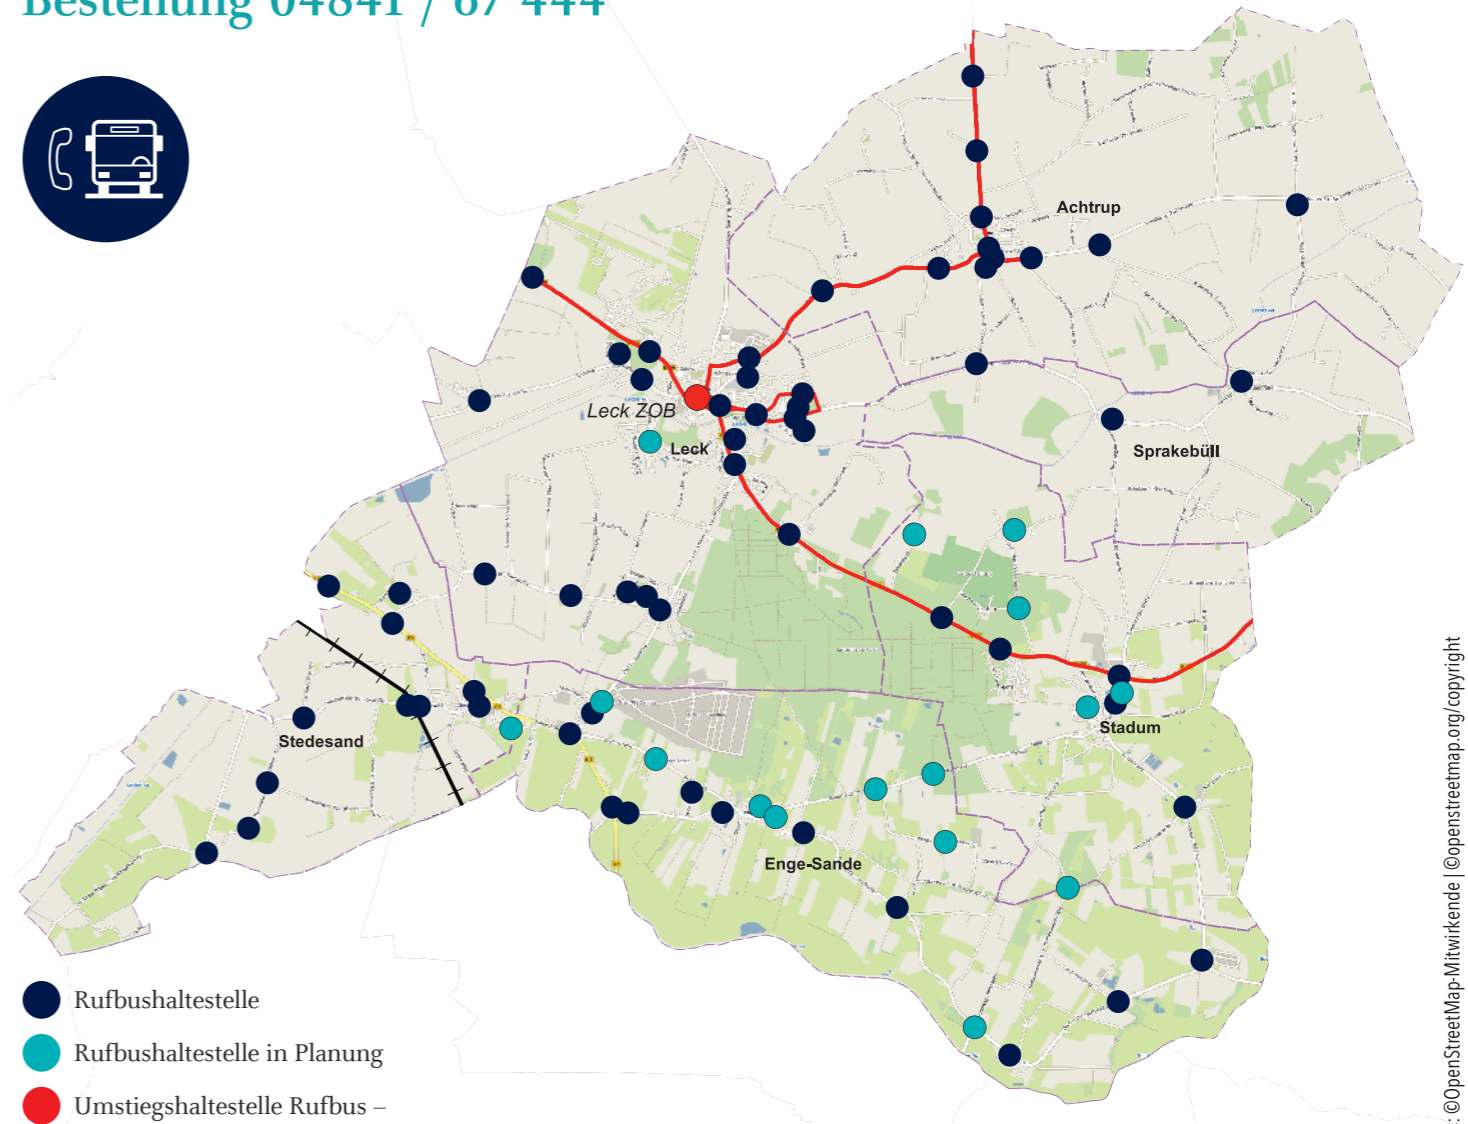 Bestellung 04841 / 67 444
Achtrup
Leck ZOB
Leck
Sprakebüll
Stedesand
Stadum
Enge-Sande
Rufbushaltestelle
Rufbushaltestelle in Planung
Umstiegshaltestelle Rufbus –
: ©OpenStreetMap-Mitwirkende | ©openstreetmap.org/copyright